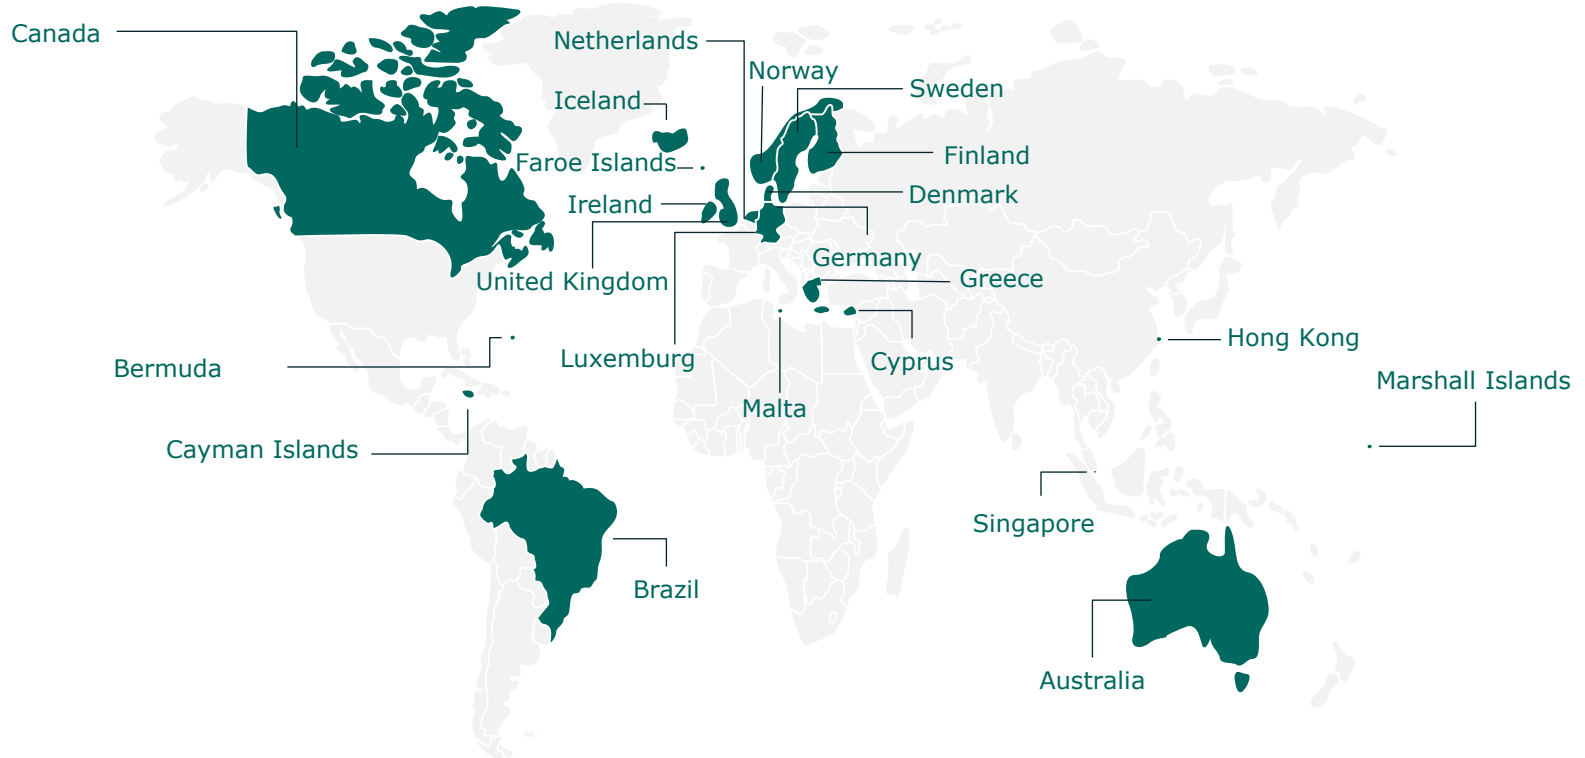 Canada
Netherlands
Norway
Sweden
Iceland
Finland
Faroe Islands
Denmark
Ireland
Germany
United Kingdom
Greece
Hong Kong
Luxemburg
Cyprus
Bermuda
Marshall Islands
Malta
Cayman Islands
Singapore
Brazil
Australia